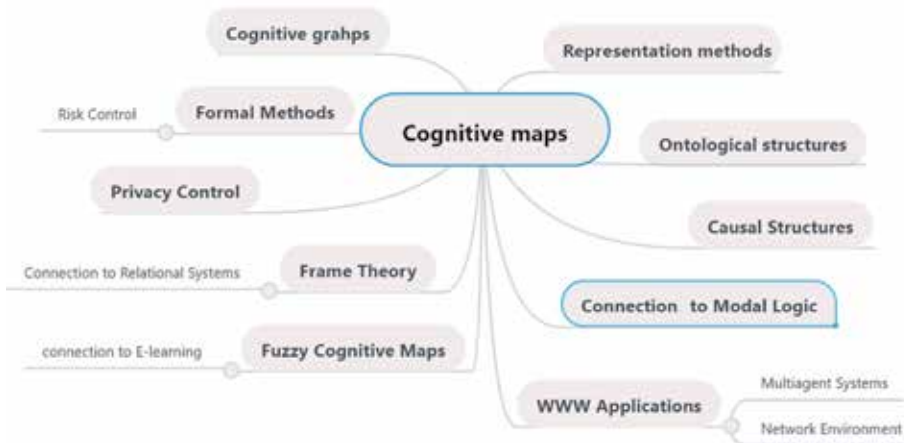 Cognitive grahps
Representation methods
Risk Control
Formal Methods
Cognitive maps
Ontological structures
Privacy Control
Causal Structures
Connection to Relational Systems
Frame Theory
Connection to Modal Logic
connection to E-learning
Fuzzy Cognitive Maps
WWW Applications
Multiagent Systems
Network Environment